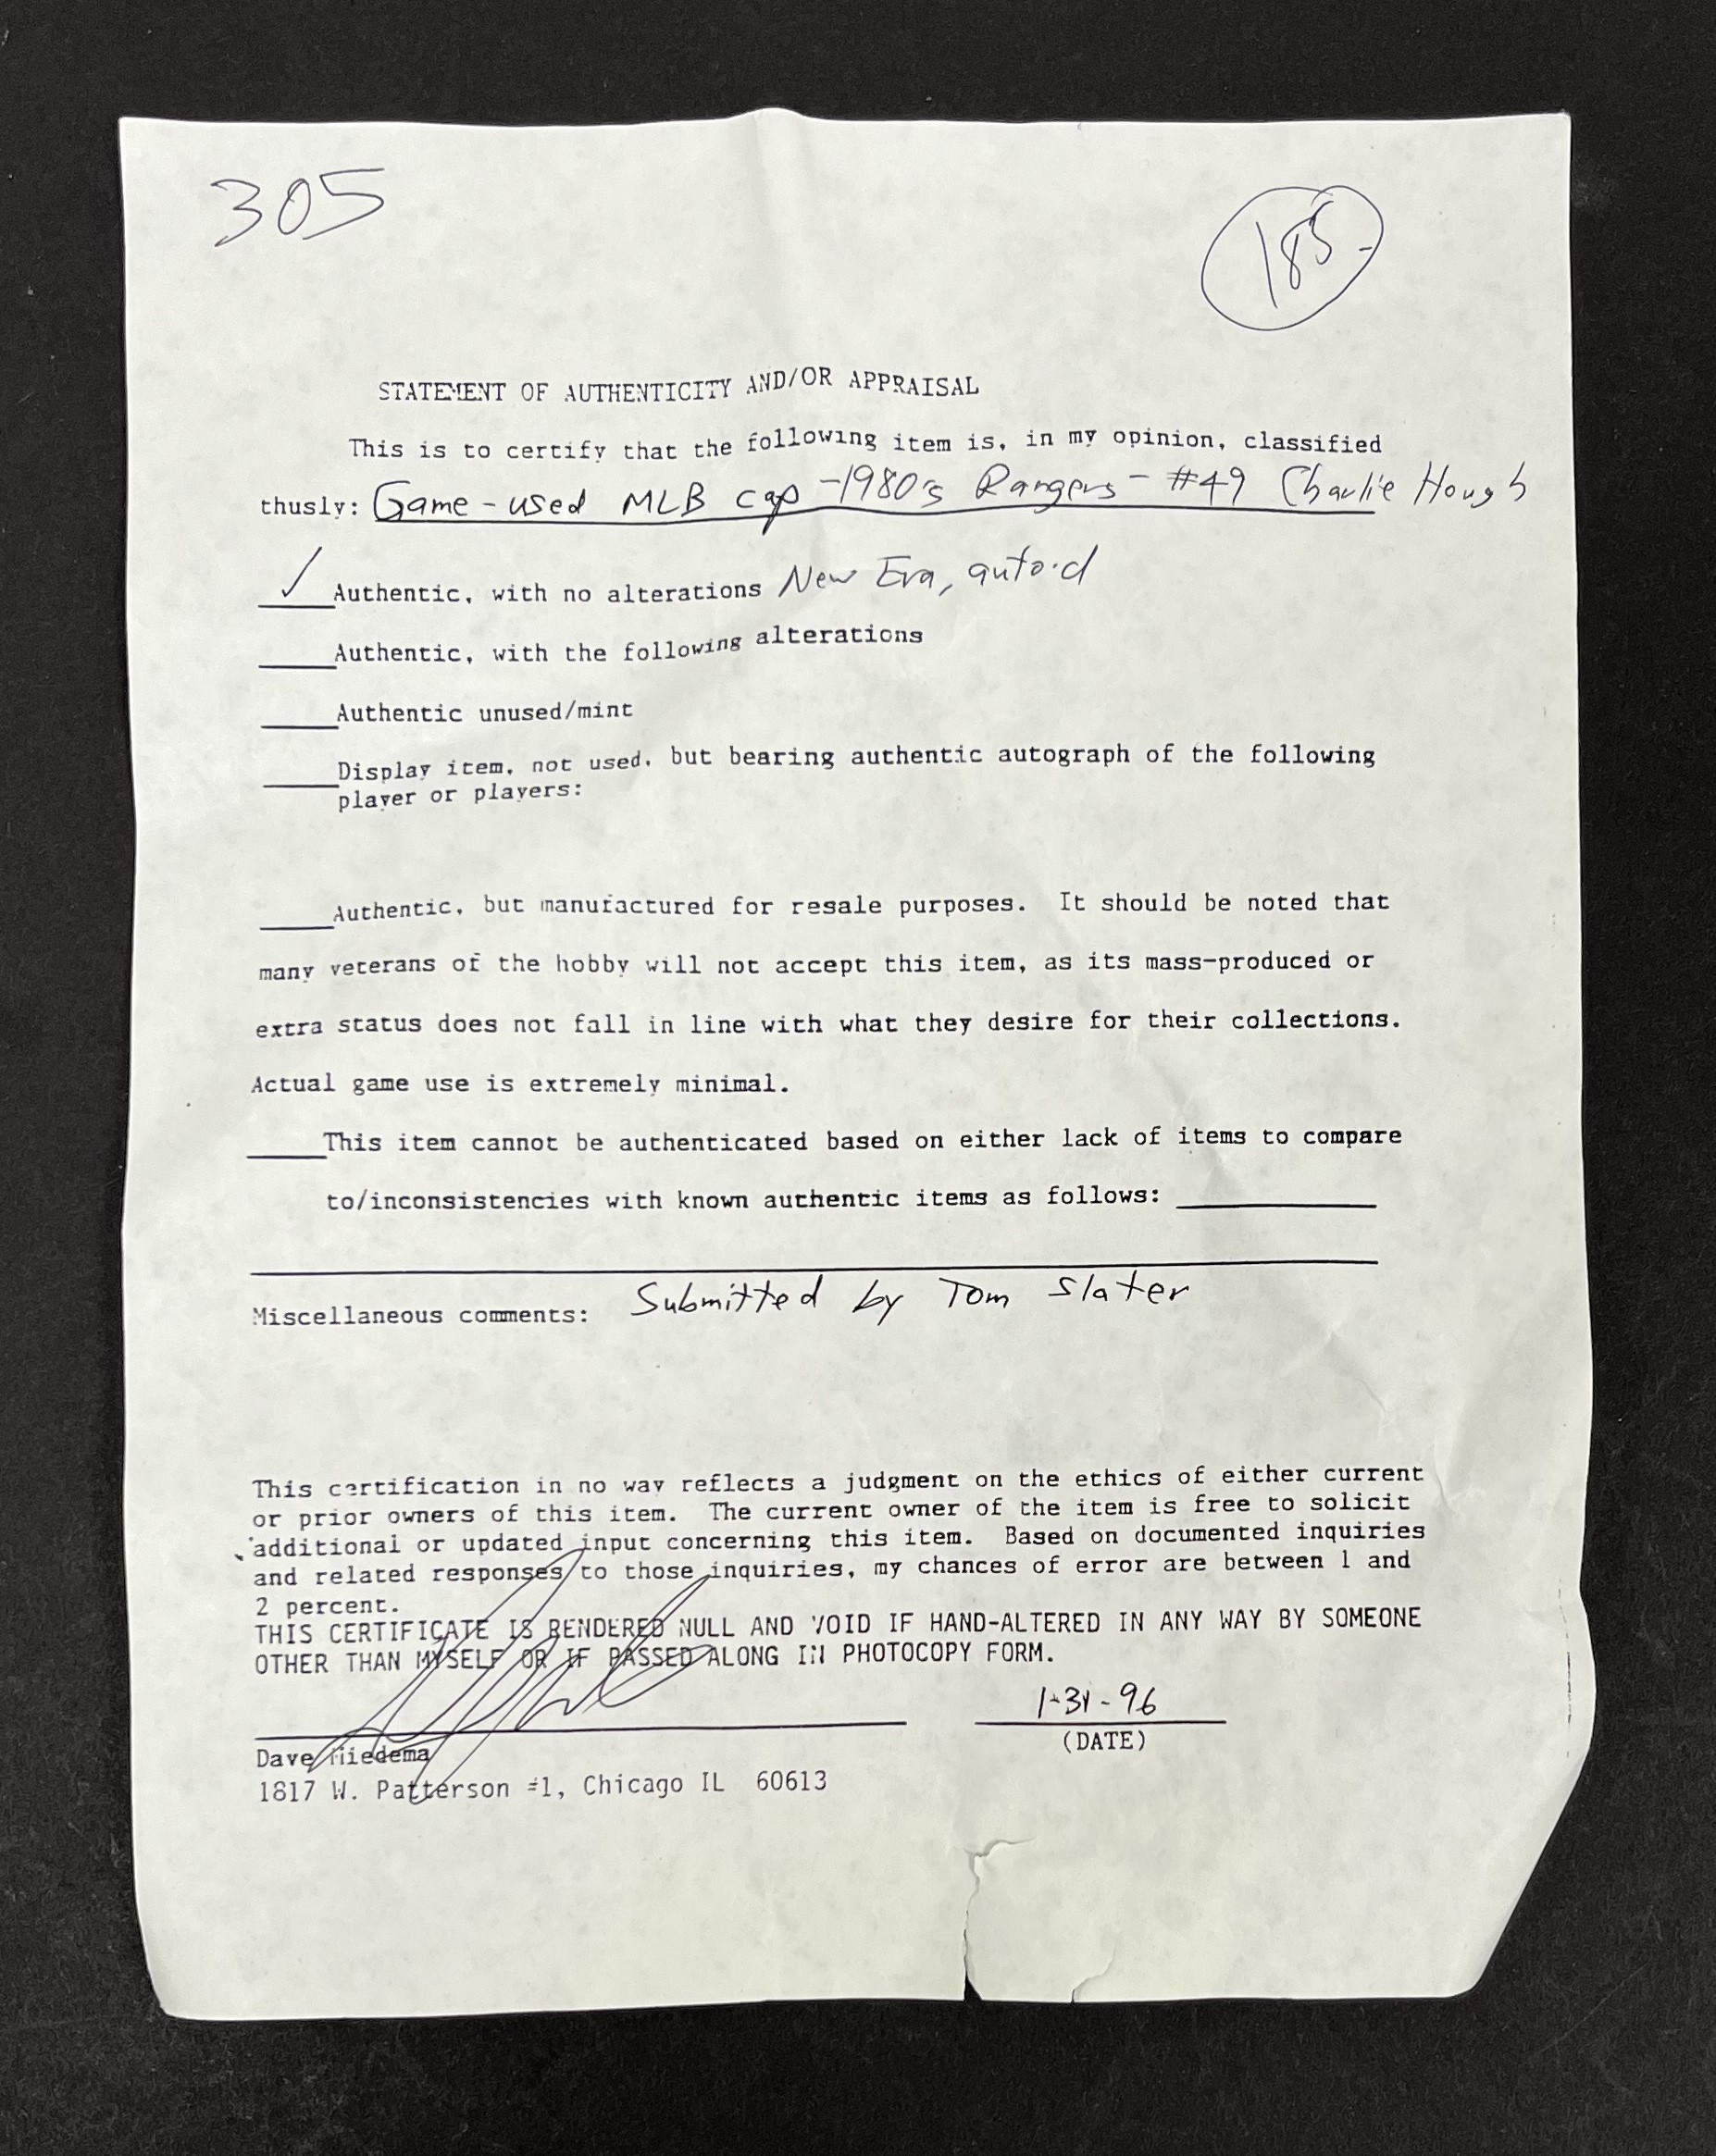 305
185-
STATEMENT OF AUTHENTICITY AND/OR APPRAISAL
This is to certify that the following item is, in my opinion, classified
thusly: Game-used MLB cap -1980's Rangers- #49 Charlie Hough
✓ Authentic, with no alterations New Era, auto'd
_____Authentic, with the following alterations
_____Authentic unused/mint
_____Display item, not used, but bearing authentic autograph of the following
player or players:
_____Authentic, but manufactured for resale purposes. It should be noted that
many veterans of the hobby will not accept this item, as its mass-produced or
extra status does not fall in line with what they desire for their collections.
Actual game use is extremely minimal.
_____This item cannot be authenticated based on either lack of items to compare
to/inconsistencies with known authentic items as follows: _____
Miscellaneous comments: Submitted by Tom Slater
This certification in no way reflects a judgment on the ethics of either current
or prior owners of this item. The current owner of the item is free to solicit
additional or updated input concerning this item. Based on documented inquiries
and related responses to those inquiries, my chances of error are between 1 and
2 percent.
THIS CERTIFICATE IS RENDERED NULL AND VOID IF HAND-ALTERED IN ANY WAY BY SOMEONE
OTHER THAN MYSELF OR IF PASSED ALONG IN PHOTOCOPY FORM.
1-31-96
(DATE)
Dave Miedema
1817 W. Patterson #1, Chicago IL 60613